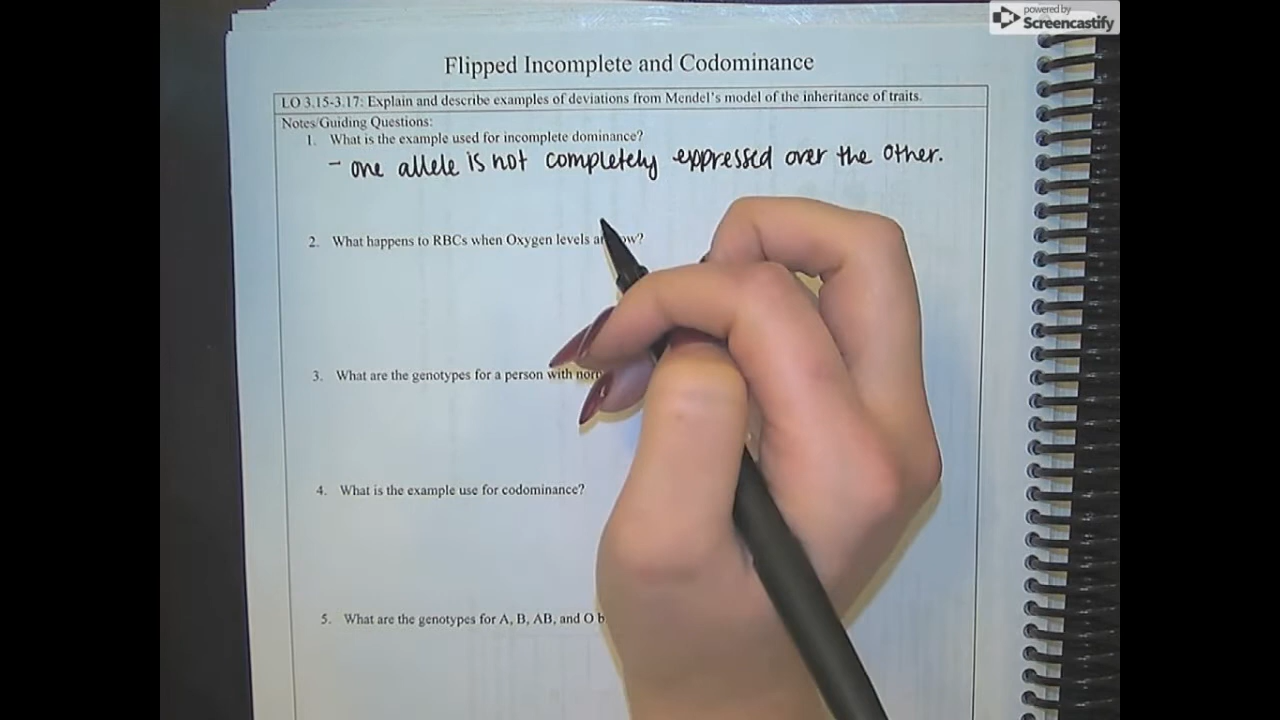 powered by
Screencastify
Flipped Incomplete and Codominance
LO 3.15-3.17: Explain and describe examples of deviations from Mendel's model of the inheritance of traits.
Notes/Guiding Questions:
1. What is the example used for incomplete dominance?
- one allele is not completely expressed over the other.
2. What happens to RBCs when Oxygen levels
3. What are the genotypes for a person with
4. What is the example use for codominance?
5. What are the genotypes for A, B, AB, and O